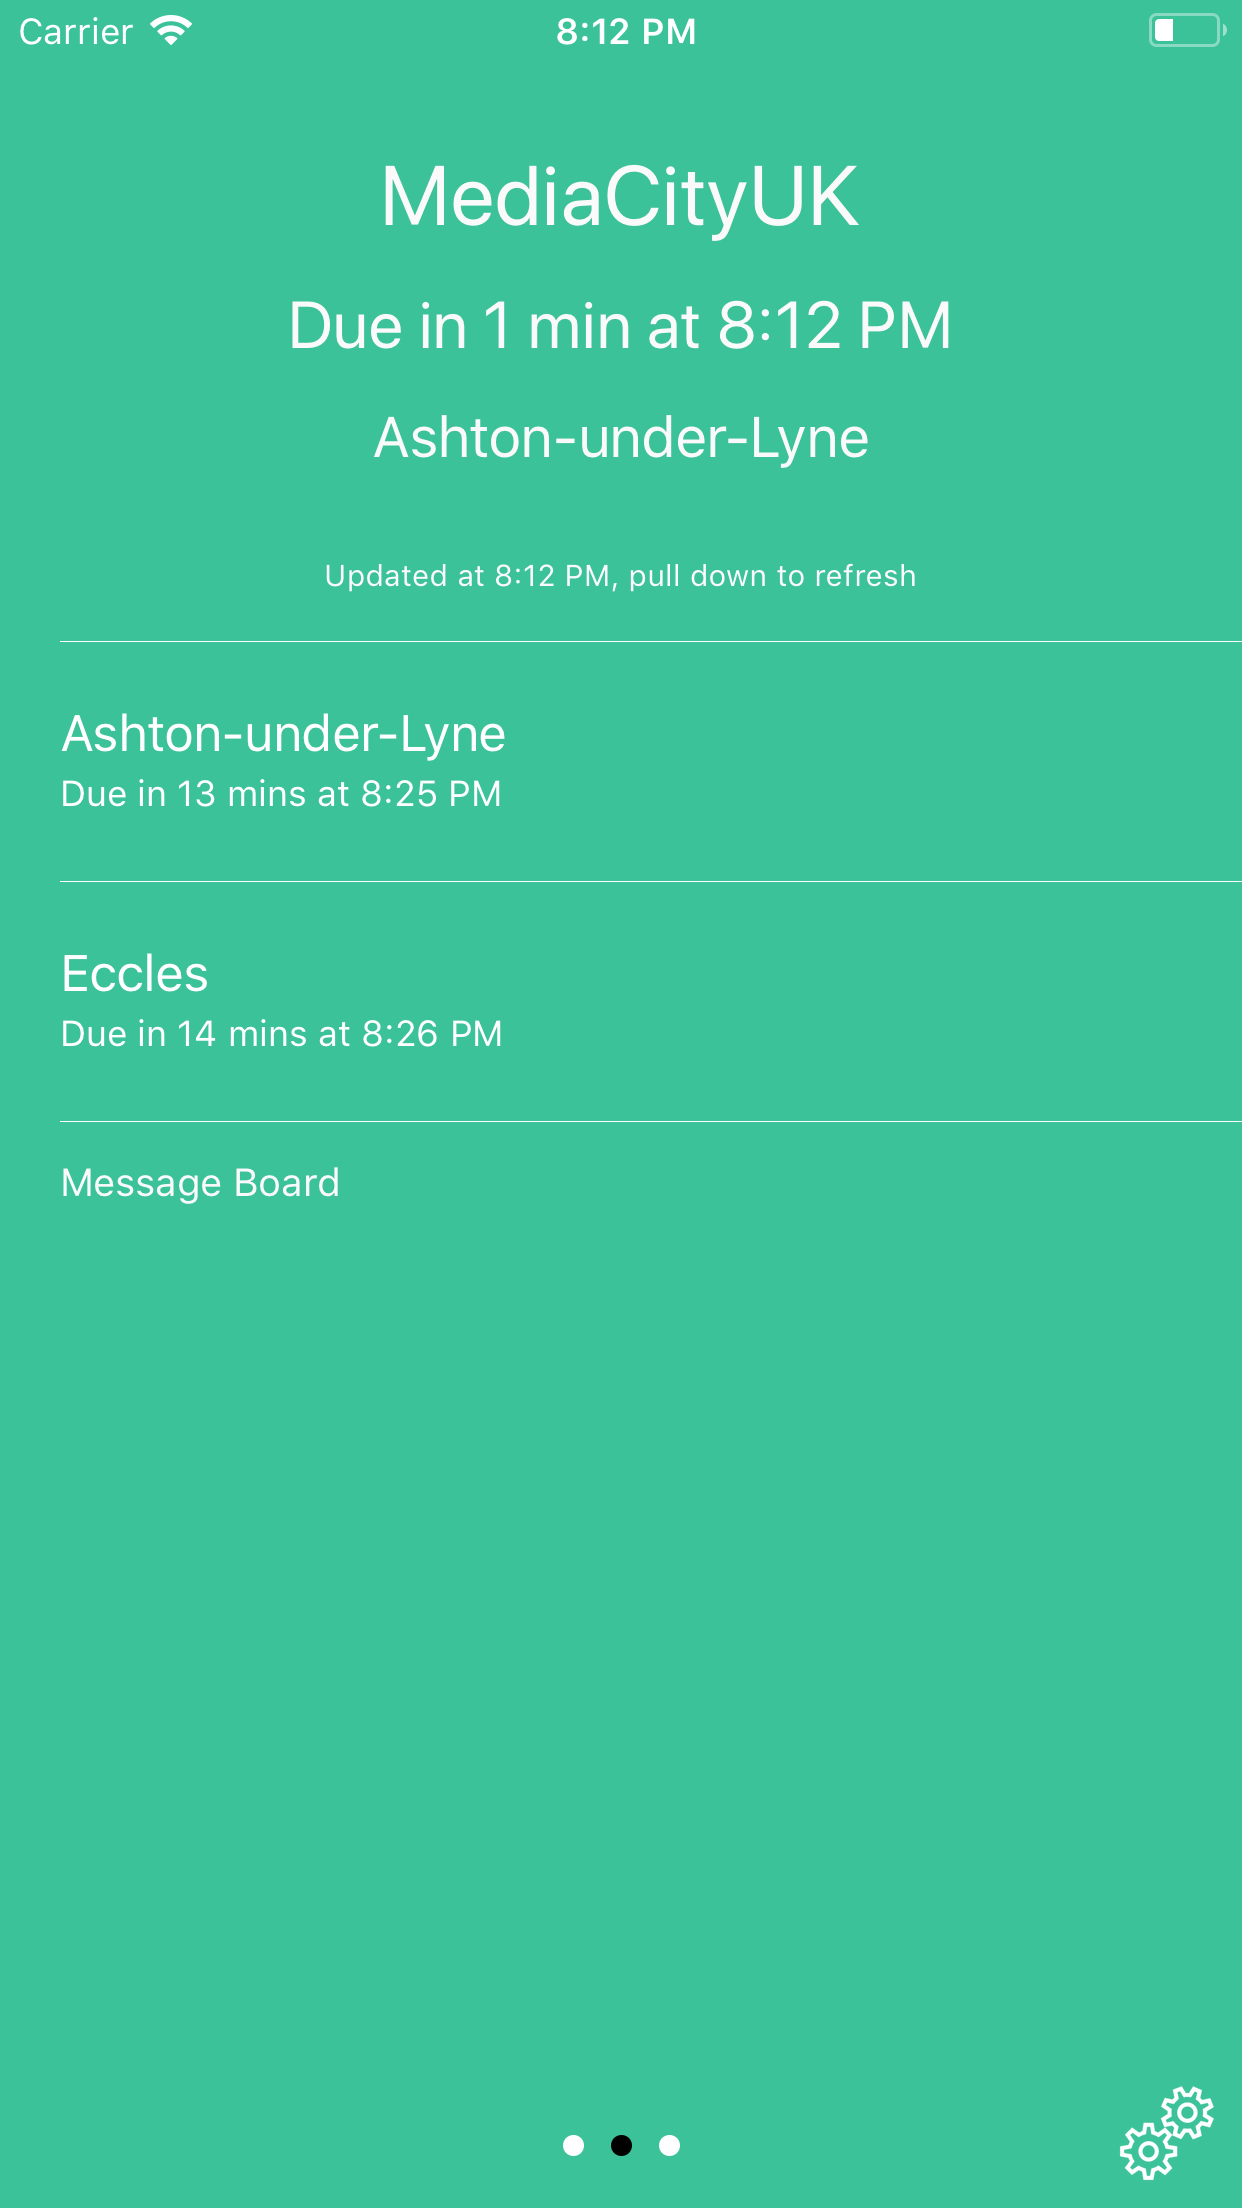 Carrier 8:12 PM
MediaCityUK
Due in 1 min at 8:12 PM
Ashton-under-Lyne
Updated at 8:12 PM, pull down to refresh
Ashton-under-Lyne
Due in 13 mins at 8:25 PM
Eccles
Due in 14 mins at 8:26 PM
Message Board